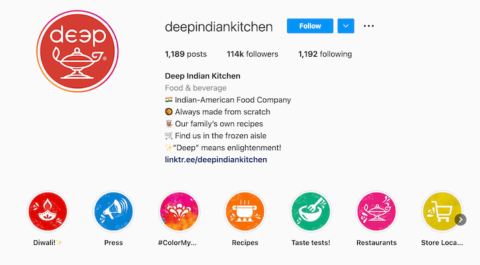 deep
deepindiankitchen Follow
1,189 posts 114k followers 1,192 following
Deep Indian Kitchen
Food & beverage
🇮🇳 Indian-American Food Company
🥘 Always made from scratch
🥫 Our family's own recipes
🛒 Find us in the frozen aisle
✨"Deep" means enlightenment!
linktr.ee/deepindiankitchen
Diwali!✨ Press #ColorMy... Recipes Taste tests! Restaurants Store Loca...